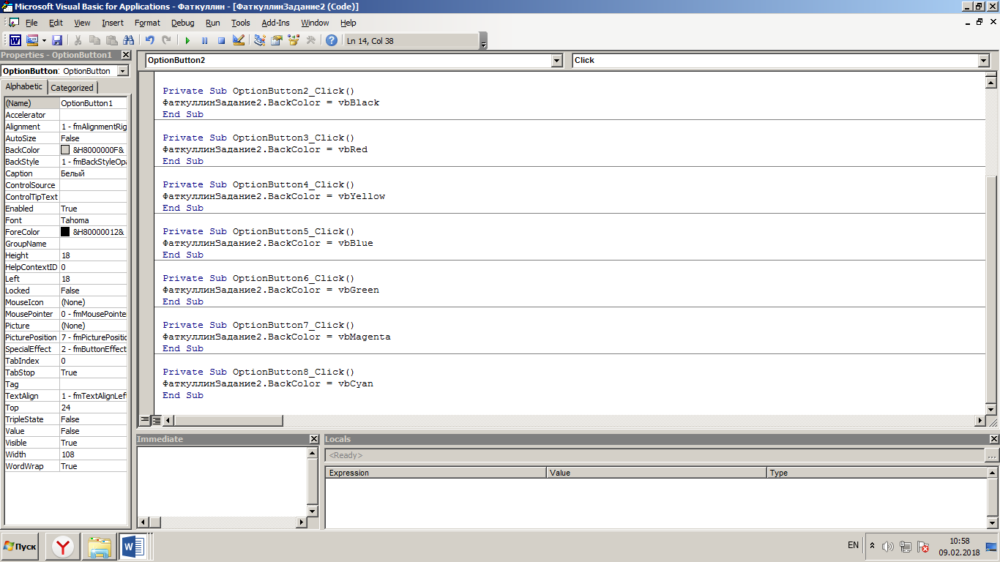 Microsoft Visual Basic for Applications - Фаткуллин - [ФаткуллинЗадание2 (Code)]
File Edit View Insert Format Debug Run Tools Add-Ins Window Help
Ln 14, Col 38
Properties - OptionButton1
OptionButton1 OptionButton
Alphabetic Categorized
(Name) OptionButton1
Accelerator
Alignment 1 - fmAlignmentRig
AutoSize False
BackColor &H8000000F&
BackStyle 1 - fmBackStyleOpa
Caption Белый
ControlSource
ControlTipText
Enabled True
Font Tahoma
ForeColor &H80000012&
GroupName
Height 18
HelpContextID 0
Left 18
Locked False
MouseIcon (None)
MousePointer 0 - fmMousePointer
Picture (None)
PicturePosition 7 - fmPicturePositio
SpecialEffect 2 - fmButtonEffect
TabIndex 0
TabStop True
Tag
TextAlign 1 - fmTextAlignLeft
Top 24
TripleState False
Value False
Visible True
Width 108
WordWrap True
OptionButton2 Click
Private Sub OptionButton2_Click()
ФаткуллинЗадание2.BackColor = vbBlack
End Sub
Private Sub OptionButton3_Click()
ФаткуллинЗадание2.BackColor = vbRed
End Sub
Private Sub OptionButton4_Click()
ФаткуллинЗадание2.BackColor = vbYellow
End Sub
Private Sub OptionButton5_Click()
ФаткуллинЗадание2.BackColor = vbBlue
End Sub
Private Sub OptionButton6_Click()
ФаткуллинЗадание2.BackColor = vbGreen
End Sub
Private Sub OptionButton7_Click()
ФаткуллинЗадание2.BackColor = vbMagenta
End Sub
Private Sub OptionButton8_Click()
ФаткуллинЗадание2.BackColor = vbCyan
End Sub
Immediate
Locals
<Ready>
Expression Value Type
Пуск
EN
10:58
09.02.2018